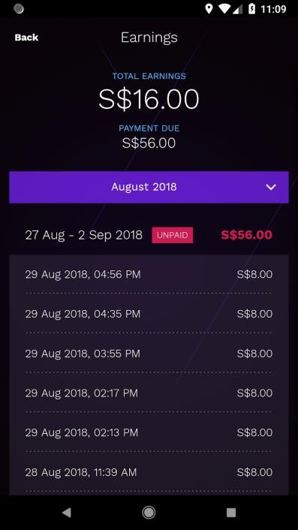 11:09
Back
Earnings
TOTAL EARNINGS
S$16.00
PAYMENT DUE
S$56.00
August 2018
27 Aug - 2 Sep 2018 UNPAID S$56.00
29 Aug 2018, 04:56 PM S$8.00
29 Aug 2018, 04:35 PM S$8.00
29 Aug 2018, 03:55 PM S$8.00
29 Aug 2018, 02:17 PM S$8.00
29 Aug 2018, 02:13 PM S$8.00
28 Aug 2018, 11:39 AM S$8.00